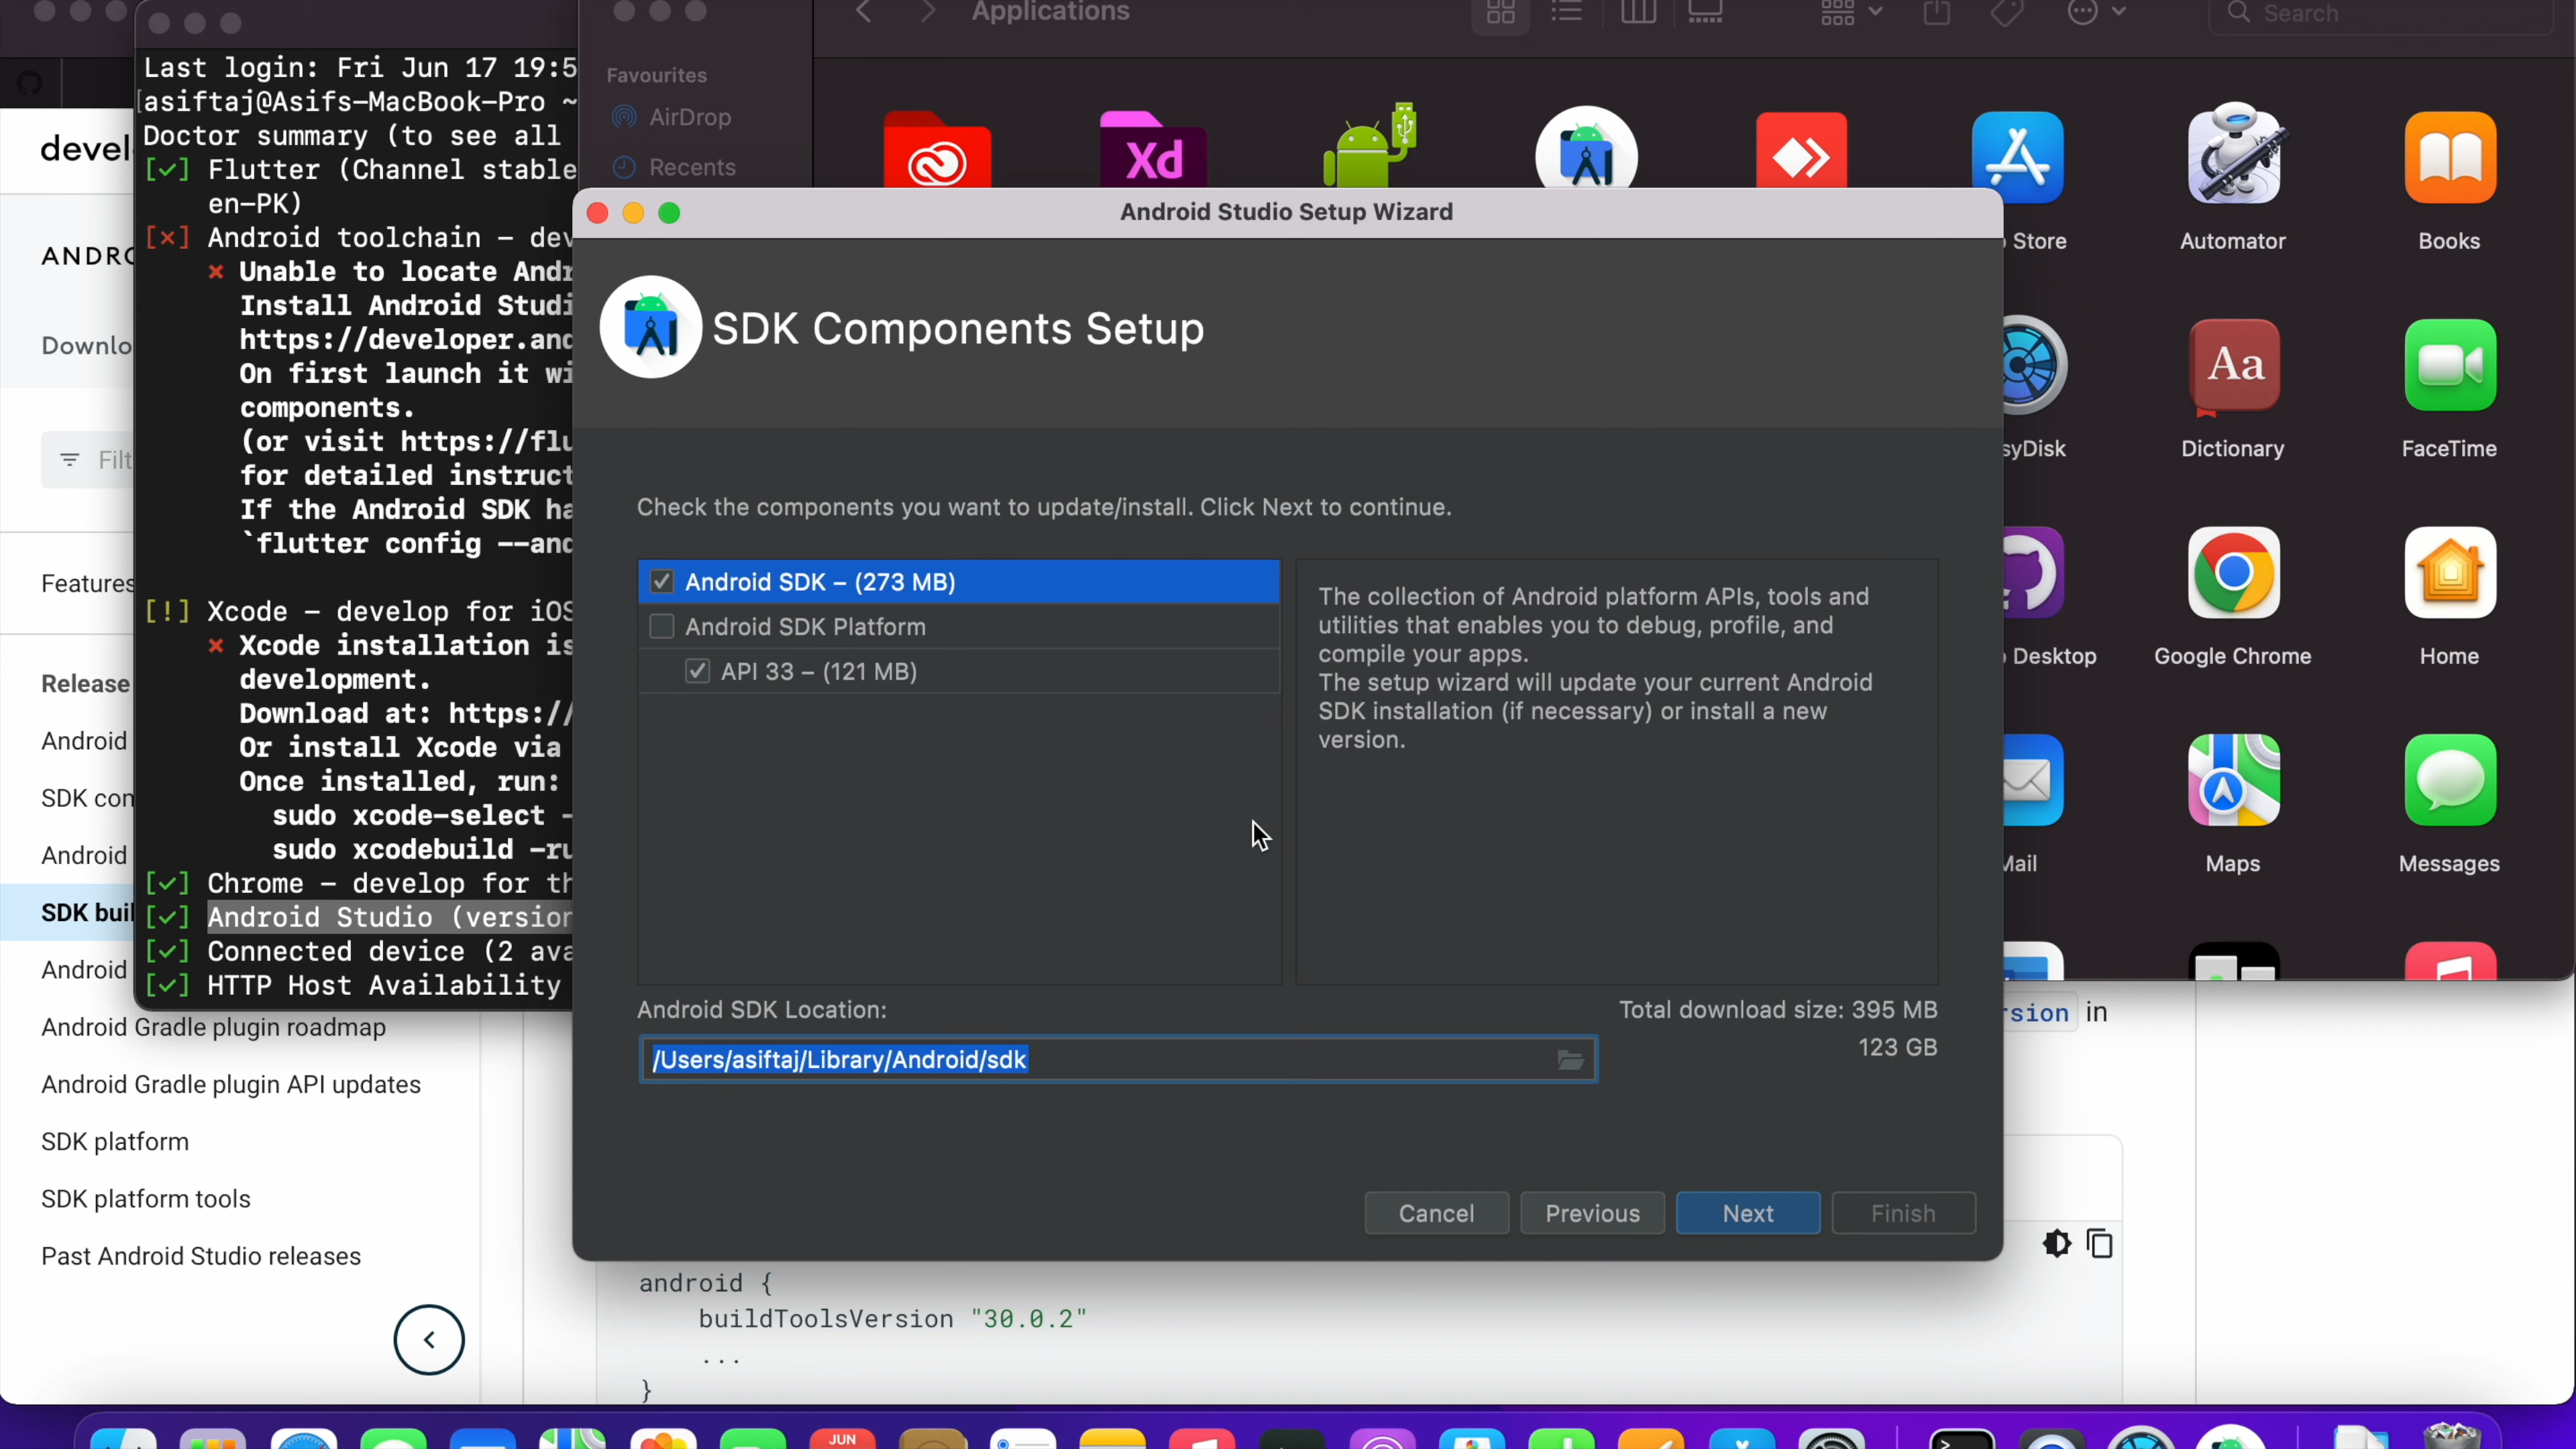 Applications
Search
Favourites
AirDrop
Recents
Last login: Fri Jun 17 19:5
asiftaj@Asifs-MacBook-Pro ~
Doctor summary (to see all
[✓] Flutter (Channel stable
en-PK)
[✗] Android toolchain - dev
✗ Unable to locate Andr
Install Android Studi
https://developer.and
On first launch it wi
components.
(or visit https://flu
for detailed instruct
If the Android SDK ha
`flutter config --and
[!] Xcode - develop for iOS
✗ Xcode installation is
development.
Download at: https://
Or install Xcode via
Once installed, run:
sudo xcode-select -
sudo xcodebuild -ru
[✓] Chrome - develop for th
[✓] Android Studio (version
[✓] Connected device (2 ava
[✓] HTTP Host Availability
devel
ANDRO
Downlo
Filt
Features
Release
Android
SDK con
Android
SDK buil
Android
Android Gradle plugin roadmap
Android Gradle plugin API updates
SDK platform
SDK platform tools
Past Android Studio releases
Xd
Store
Automator
Books
syDisk
Aa
Dictionary
FaceTime
Desktop
Google Chrome
Home
Mail
Maps
Messages
Android Studio Setup Wizard
SDK Components Setup
Check the components you want to update/install. Click Next to continue.
Android SDK – (273 MB)
Android SDK Platform
API 33 – (121 MB)
The collection of Android platform APIs, tools and
utilities that enables you to debug, profile, and
compile your apps.
The setup wizard will update your current Android
SDK installation (if necessary) or install a new
version.
Android SDK Location:
Total download size: 395 MB
/Users/asiftaj/Library/Android/sdk
123 GB
Cancel
Previous
Next
Finish
rsion in
android {
buildToolsVersion "30.0.2"
...
}
JUN